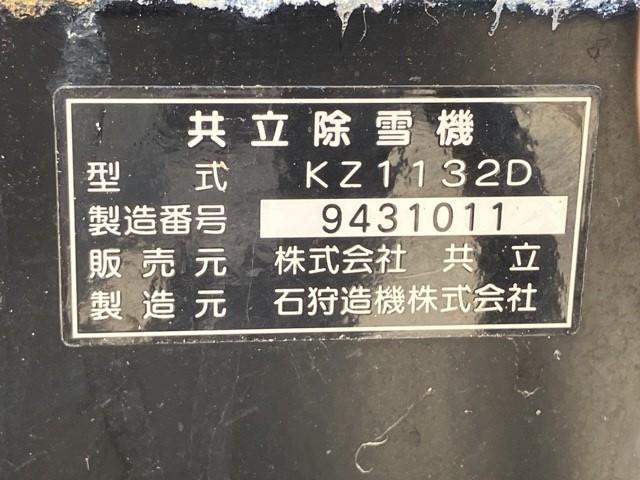 共立除雪機
型式 KZ1132D
製造番号 9431011
販売元 株式会社 共立
製造元 石狩造機株式会社